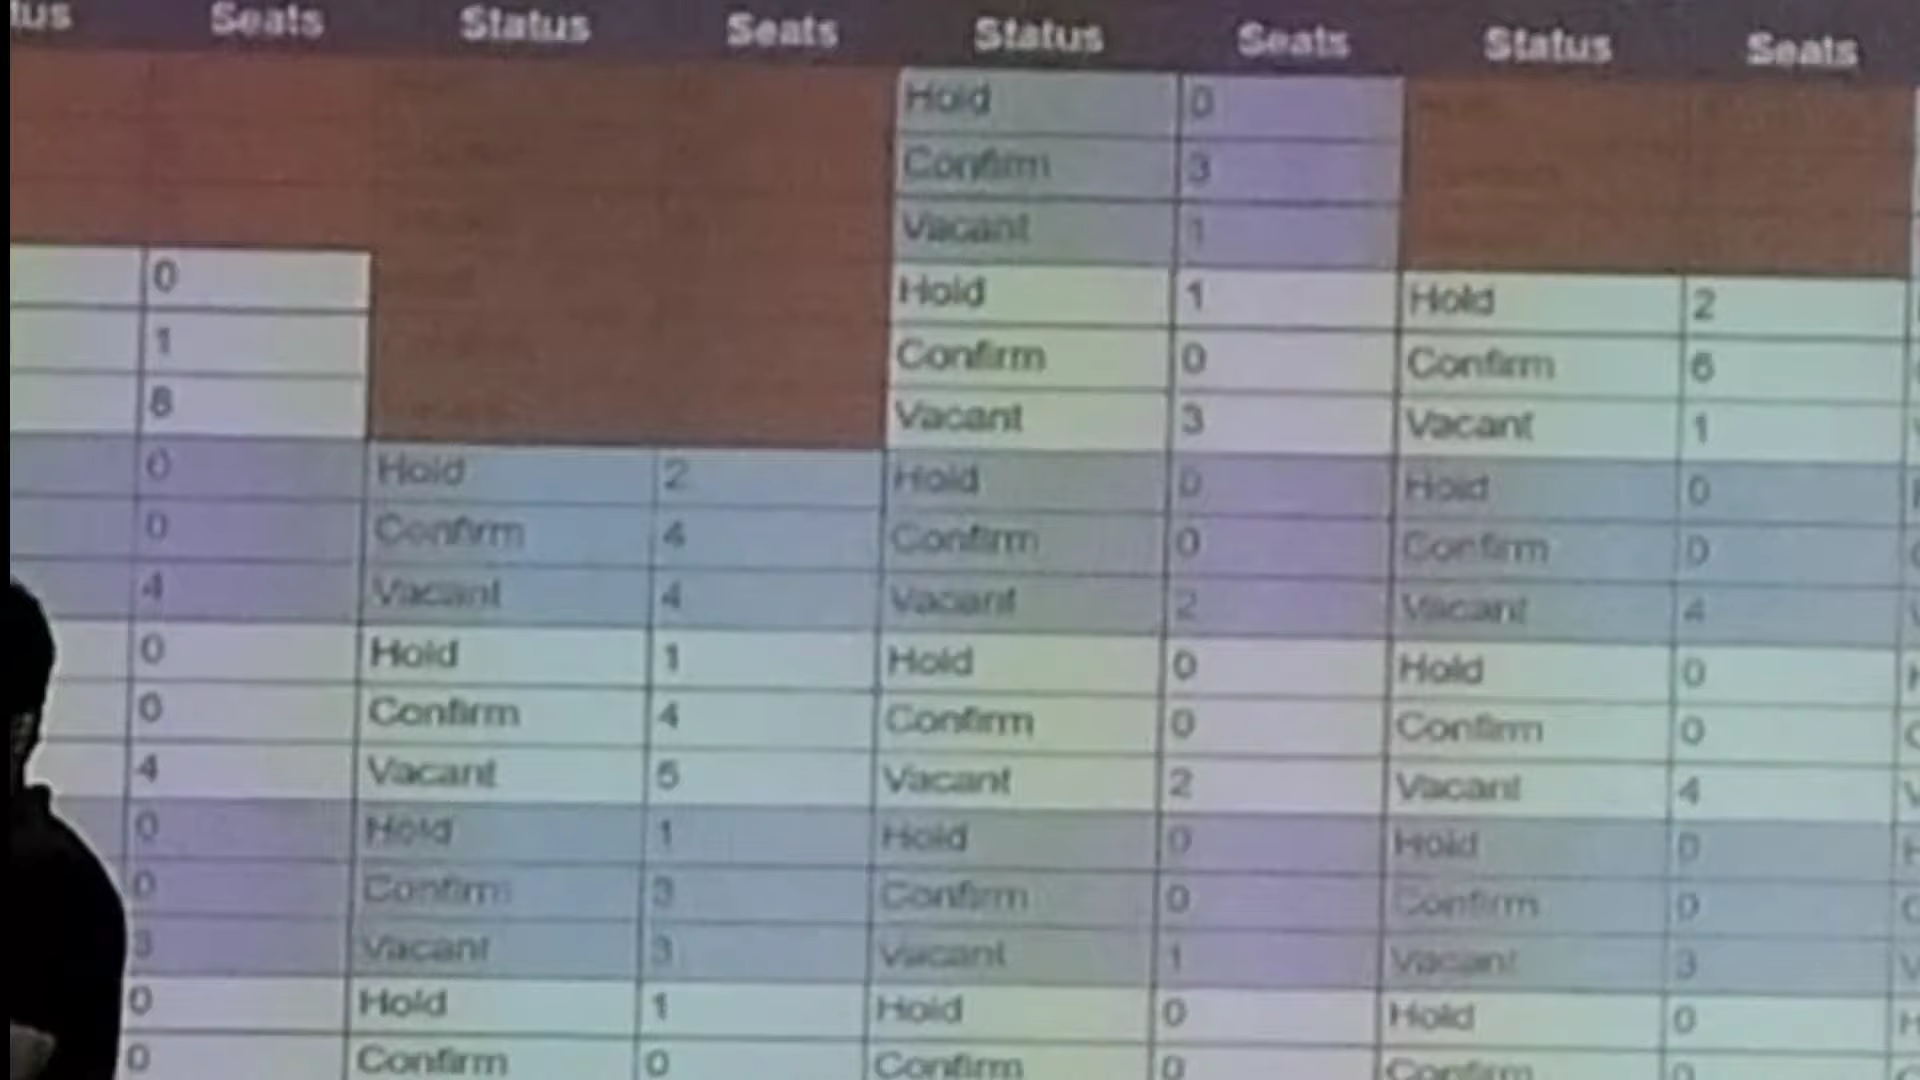 tus Seats Status Seats Status Seats Status Seats
Hold 0
Confirm 3
Vacant 1
0 Hold 1 Hold 2
1 Confirm 0 Confirm 6
8 Vacant 3 Vacant 1
0 Hold 2 Hold 0 Hold 0
0 Confirm 4 Confirm 0 Confirm 0
4 Vacant 4 Vacant 2 Vacant 4
0 Hold 1 Hold 0 Hold 0
0 Confirm 4 Confirm 0 Confirm 0
4 Vacant 5 Vacant 2 Vacant 4
0 Hold 1 Hold 0 Hold 0
0 Confirm 3 Confirm 0 Confirm 0
3 Vacant 3 Vacant 1 Vacant 3
0 Hold 1 Hold 0 Hold 0
0 Confirm 0 Confirm 0 Confirm 0